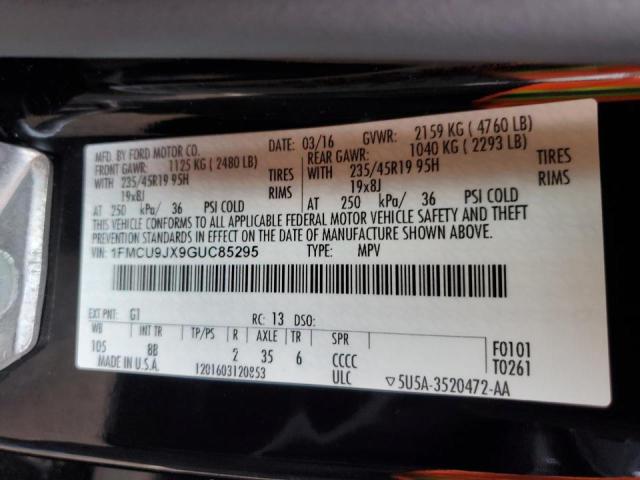 MFD. BY FORD MOTOR CO. DATE: 03/16 GVWR: 2159 KG ( 4760 LB)
FRONT GAWR: 1125 KG ( 2480 LB) REAR GAWR: 1040 KG ( 2293 LB)
WITH 235/45R19 95H TIRES WITH 235/45R19 95H TIRES
19x8J RIMS 19x8J RIMS
AT 250 kPa/ 36 PSI COLD AT 250 kPa/ 36 PSI COLD
THIS VEHICLE CONFORMS TO ALL APPLICABLE FEDERAL MOTOR VEHICLE SAFETY AND THEFT
PREVENTION STANDARDS IN EFFECT ON THE DATE OF MANUFACTURE SHOWN ABOVE.
VIN: 1FMCU9JX9GUC85295 TYPE: MPV
EXT PNT: G1 RC: 13 DSO:
WB INT TR TP/PS R AXLE TR SPR
105 8B 2 35 6 CCCC
MADE IN U.S.A. 1201603120853 ULC
F0101
T0261
▽5U5A-3520472-AA